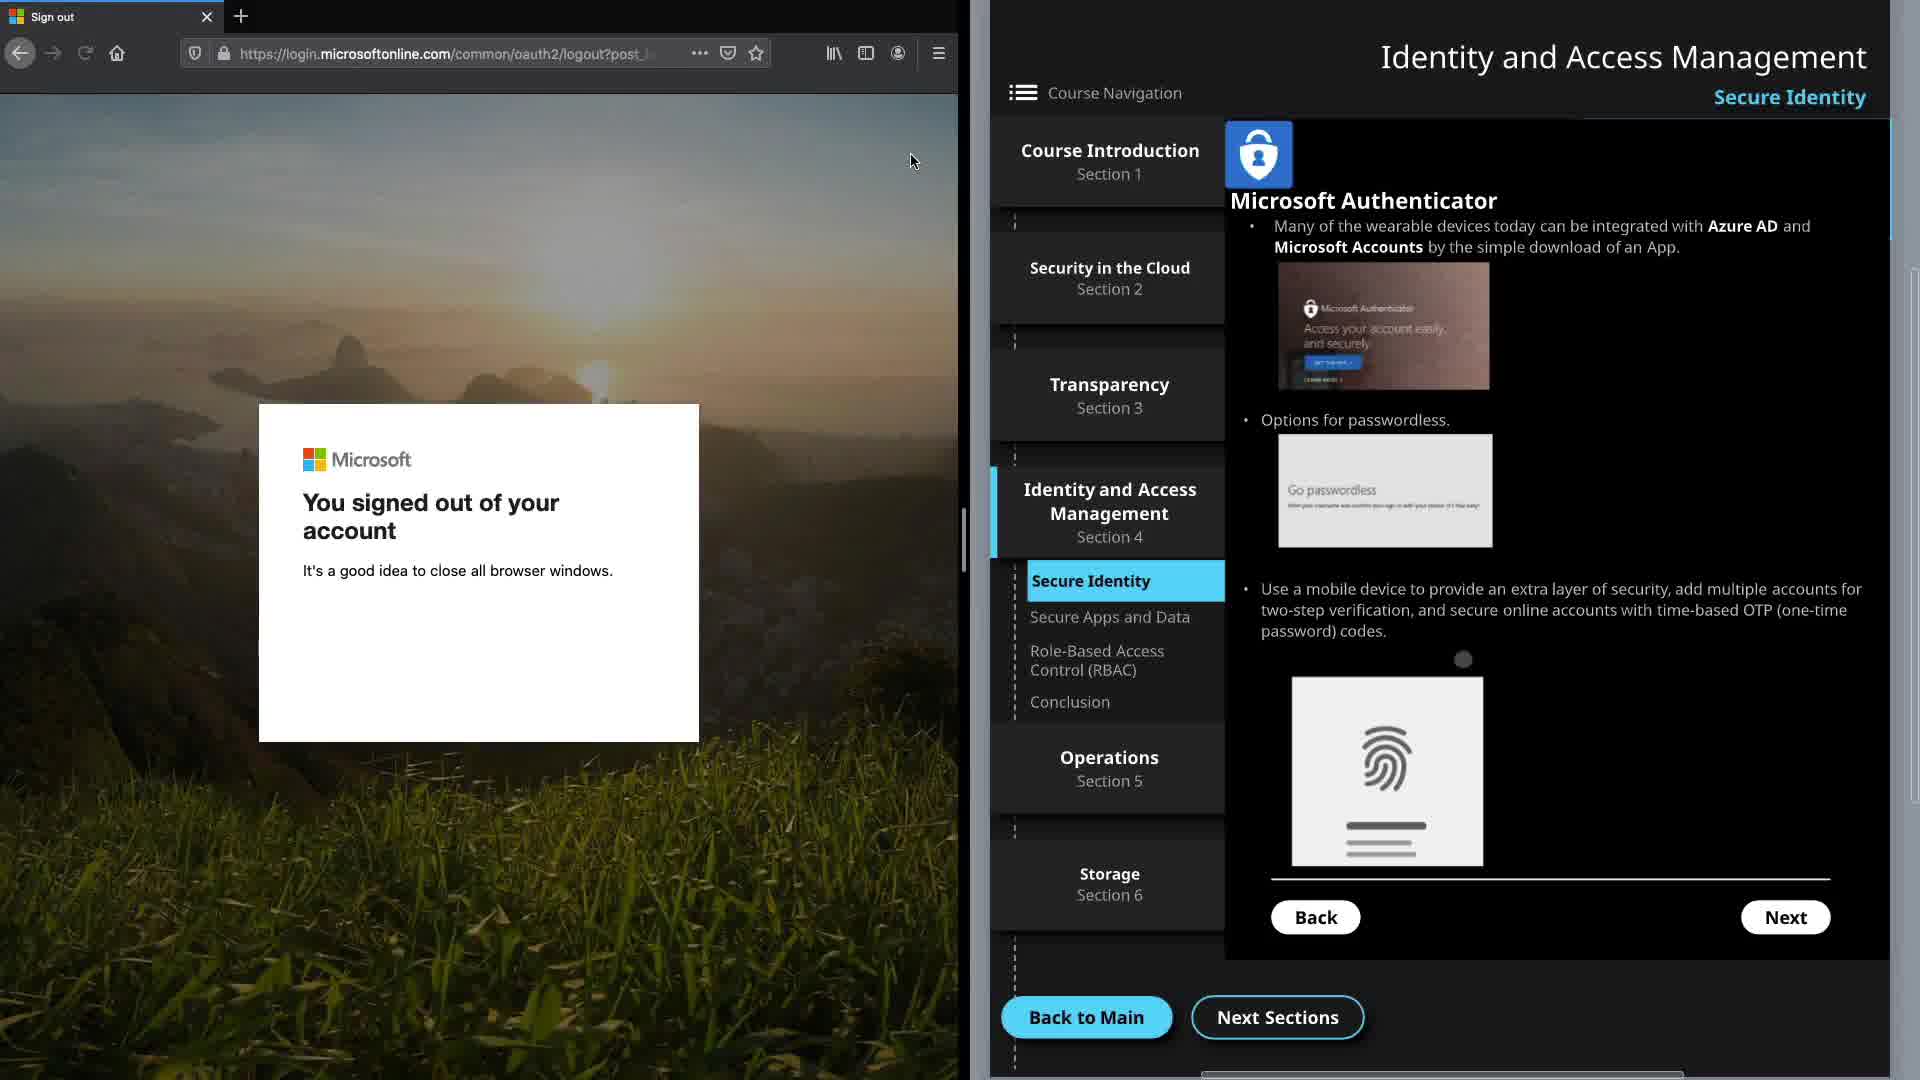 Sign out
https://login.microsoftonline.com/common/oauth2/logout?post_
Microsoft
You signed out of your
account
It's a good idea to close all browser windows.
Identity and Access Management
Secure Identity
Course Navigation
Course Introduction
Section 1
Security in the Cloud
Section 2
Transparency
Section 3
Identity and Access
Management
Section 4
Secure Identity
Secure Apps and Data
Role-Based Access
Control (RBAC)
Conclusion
Operations
Section 5
Storage
Section 6
Microsoft Authenticator
• Many of the wearable devices today can be integrated with Azure AD and
Microsoft Accounts by the simple download of an App.
Microsoft Authenticator
Access your account easily,
and securely
• Options for passwordless.
Go passwordless
• Use a mobile device to provide an extra layer of security, add multiple accounts for
two-step verification, and secure online accounts with time-based OTP (one-time
password) codes.
Back
Next
Back to Main
Next Sections